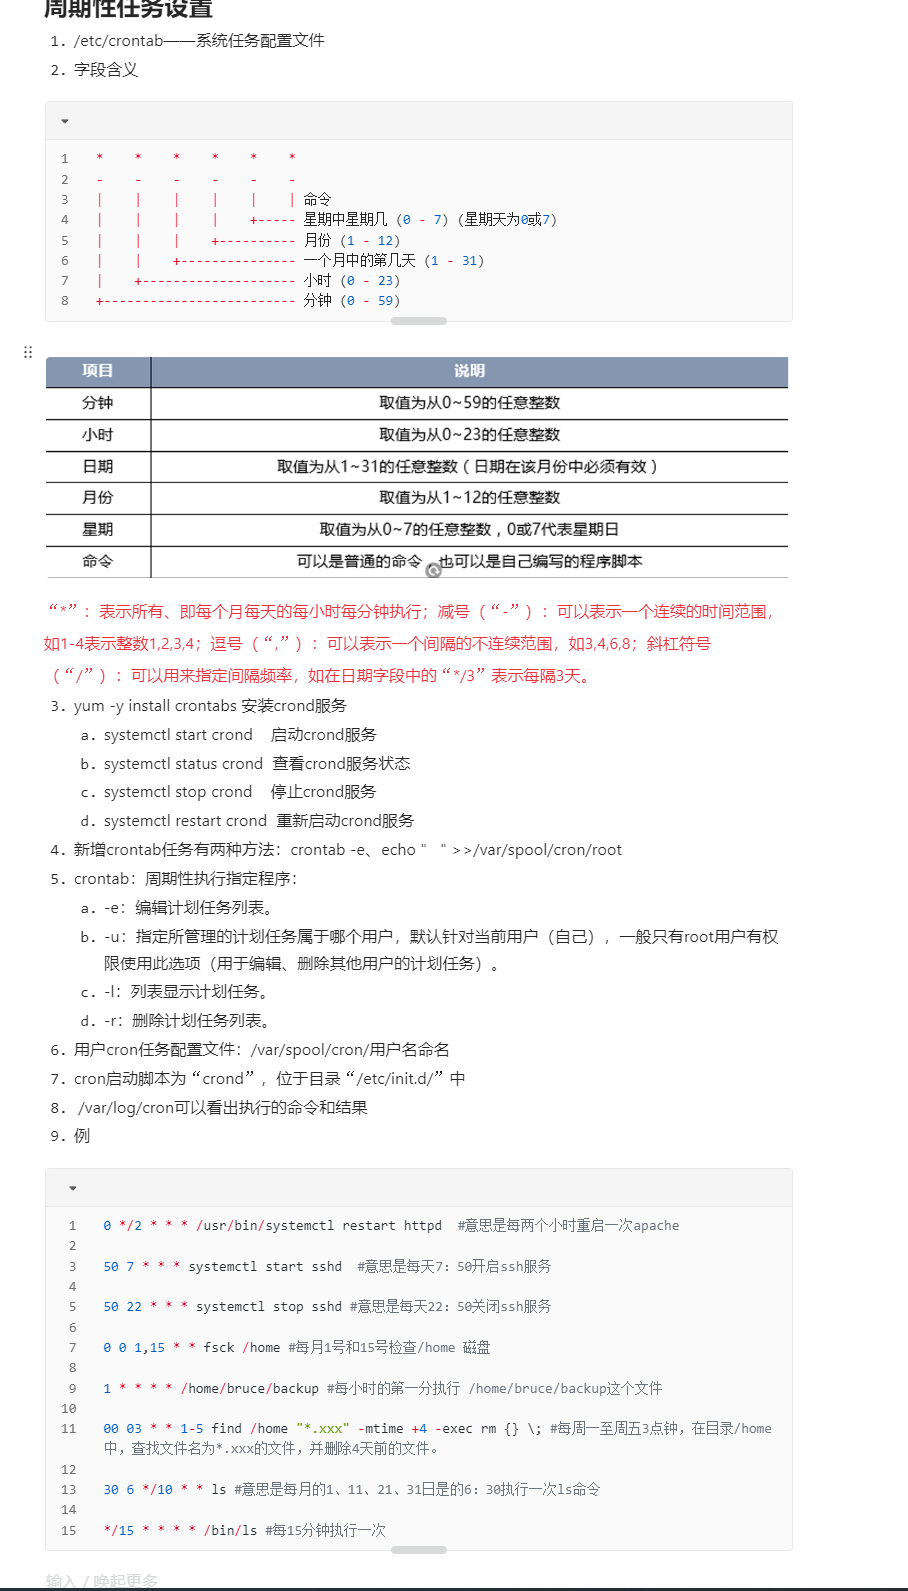 周期性任务设置
1. /etc/crontab——系统任务配置文件
2. 字段含义
1 * * * * * *
2 - - - - - -
3 | | | | | | 命令
4 | | | | +----- 星期中星期几 (0 - 7) (星期天为0或7)
5 | | | +---------- 月份 (1 - 12)
6 | | +--------------- 一个月中的第几天 (1 - 31)
7 | +-------------------- 小时 (0 - 23)
8 +------------------------- 分钟 (0 - 59)
项目 说明
分钟 取值为从0~59的任意整数
小时 取值为从0~23的任意整数
日期 取值为从1~31的任意整数（日期在该月份中必须有效）
月份 取值为从1~12的任意整数
星期 取值为从0~7的任意整数，0或7代表星期日
命令 可以是普通的命令，也可以是自己编写的程序脚本
“*”：表示所有、即每个月每天的每小时每分钟执行；减号（“-”）：可以表示一个连续的时间范围，
如1-4表示整数1,2,3,4；逗号（“,”）：可以表示一个间隔的不连续范围，如3,4,6,8；斜杠符号
（“/”）：可以用来指定间隔频率，如在日期字段中的“*/3”表示每隔3天。
3. yum -y install crontabs 安装crond服务
a. systemctl start crond 启动crond服务
b. systemctl status crond 查看crond服务状态
c. systemctl stop crond 停止crond服务
d. systemctl restart crond 重新启动crond服务
4. 新增crontab任务有两种方法：crontab -e、echo " " >>/var/spool/cron/root
5. crontab：周期性执行指定程序：
a. -e：编辑计划任务列表。
b. -u：指定所管理的计划任务属于哪个用户，默认针对当前用户（自己），一般只有root用户有权
限使用此选项（用于编辑、删除其他用户的计划任务）。
c. -l：列表显示计划任务。
d. -r：删除计划任务列表。
6. 用户cron任务配置文件：/var/spool/cron/用户名命名
7. cron启动脚本为“crond”，位于目录“/etc/init.d/”中
8. /var/log/cron可以看出执行的命令和结果
9. 例
1 0 */2 * * * /usr/bin/systemctl restart httpd #意思是每两个小时重启一次apache
2
3 50 7 * * * systemctl start sshd #意思是每天7：50开启ssh服务
4
5 50 22 * * * systemctl stop sshd #意思是每天22：50关闭ssh服务
6
7 0 0 1,15 * * fsck /home #每月1号和15号检查/home 磁盘
8
9 1 * * * * /home/bruce/backup #每小时的第一分执行 /home/bruce/backup这个文件
10
11 00 03 * * 1-5 find /home "*.xxx" -mtime +4 -exec rm {} \; #每周一至周五3点钟，在目录/home
中，查找文件名为*.xxx的文件，并删除4天前的文件。
12
13 30 6 */10 * * ls #意思是每月的1、11、21、31日是的6：30执行一次ls命令
14
15 */15 * * * * /bin/ls #每15分钟执行一次
输入 / 唤起更多